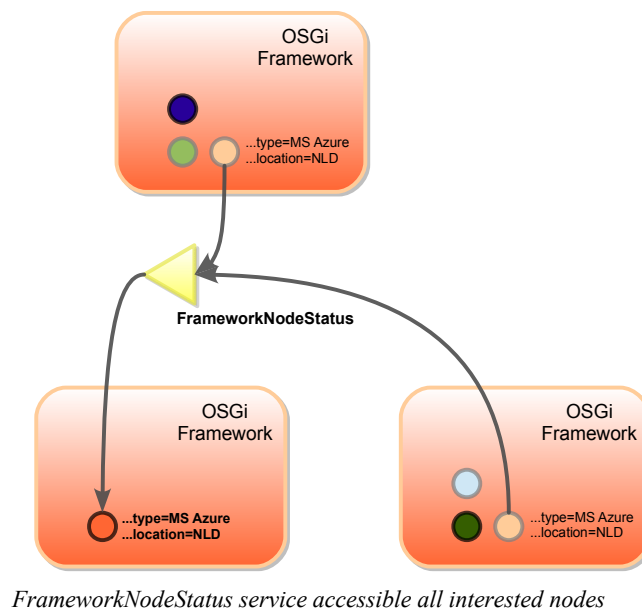 OSGi
Framework
...type=MS Azure
...location=NLD
FrameworkNodeStatus
OSGi
Framework
...type=MS Azure
...location=NLD
OSGi
Framework
...type=MS Azure
...location=NLD
FrameworkNodeStatus service accessible all interested nodes